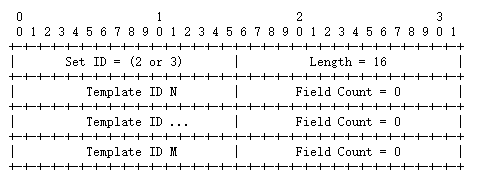 0                   1                   2                   3
0 1 2 3 4 5 6 7 8 9 0 1 2 3 4 5 6 7 8 9 0 1 2 3 4 5 6 7 8 9 0 1
+-+-+-+-+-+-+-+-+-+-+-+-+-+-+-+-+-+-+-+-+-+-+-+-+-+-+-+-+-+-+-+-+
|       Set ID = (2 or 3)       |          Length = 16          |
+-+-+-+-+-+-+-+-+-+-+-+-+-+-+-+-+-+-+-+-+-+-+-+-+-+-+-+-+-+-+-+-+
|         Template ID N         |        Field Count = 0        |
+-+-+-+-+-+-+-+-+-+-+-+-+-+-+-+-+-+-+-+-+-+-+-+-+-+-+-+-+-+-+-+-+
|         Template ID ...       |        Field Count = 0        |
+-+-+-+-+-+-+-+-+-+-+-+-+-+-+-+-+-+-+-+-+-+-+-+-+-+-+-+-+-+-+-+-+
|         Template ID M         |        Field Count = 0        |
+-+-+-+-+-+-+-+-+-+-+-+-+-+-+-+-+-+-+-+-+-+-+-+-+-+-+-+-+-+-+-+-+